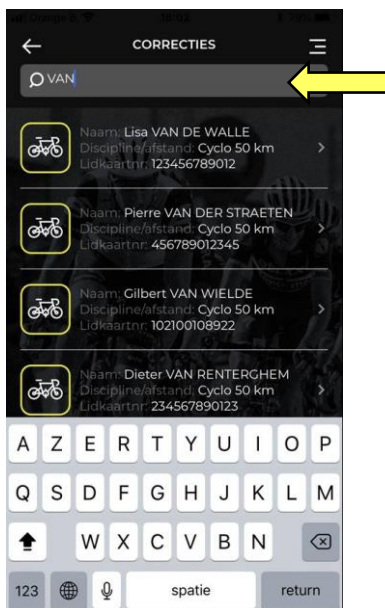 CORRECTIES
VAN
Naam: Lisa VAN DE WALLE
Discipline/afstand: Cyclo 50 km
Lidkaartnr: 123456789012
Naam: Pierre VAN DER STRAETEN
Discipline/afstand: Cyclo 50 km
Lidkaartnr: 456789012345
Naam: Gilbert VAN WIELDE
Discipline/afstand: Cyclo 50 km
Lidkaartnr: 102100108922
Naam: Dieter VAN RENTERGHEM
Discipline/afstand: Cyclo 50 km
Lidkaartnr: 234567890123
A Z E R T Y U I O P
Q S D F G H J K L M
W X C V B N
123 spatie return